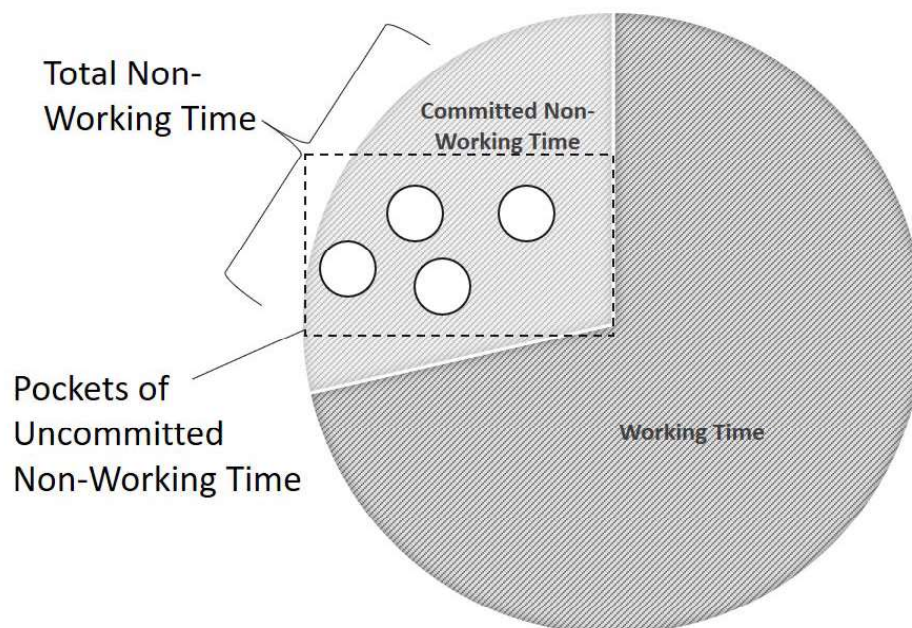 Total Non-
Working Time
Committed Non-
Working Time
Pockets of
Uncommitted
Non-Working Time
Working Time